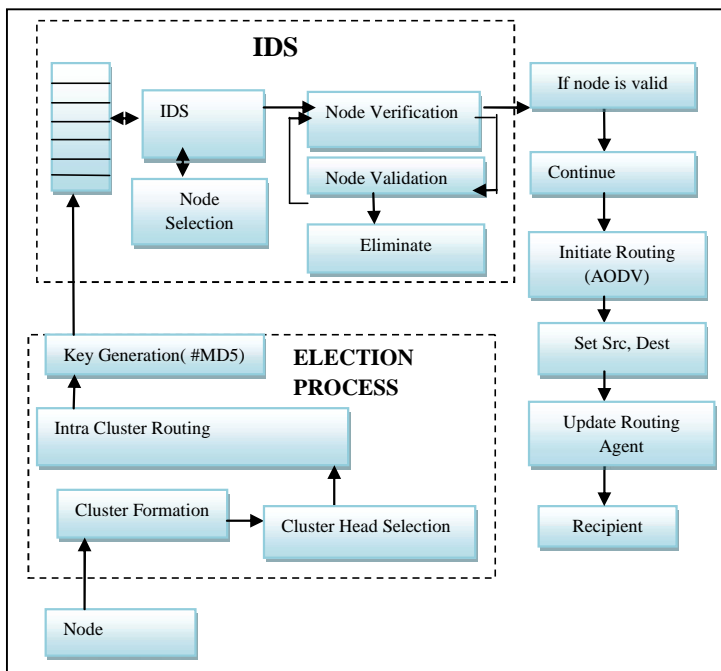 IDS
IDS
Node Verification
If node is valid
Node Validation
Continue
Node
Selection
Eliminate
Initiate Routing
(AODV)
Key Generation( #MD5)
ELECTION
PROCESS
Set Src, Dest
Intra Cluster Routing
Update Routing
Agent
Cluster Formation
Cluster Head Selection
Recipient
Node